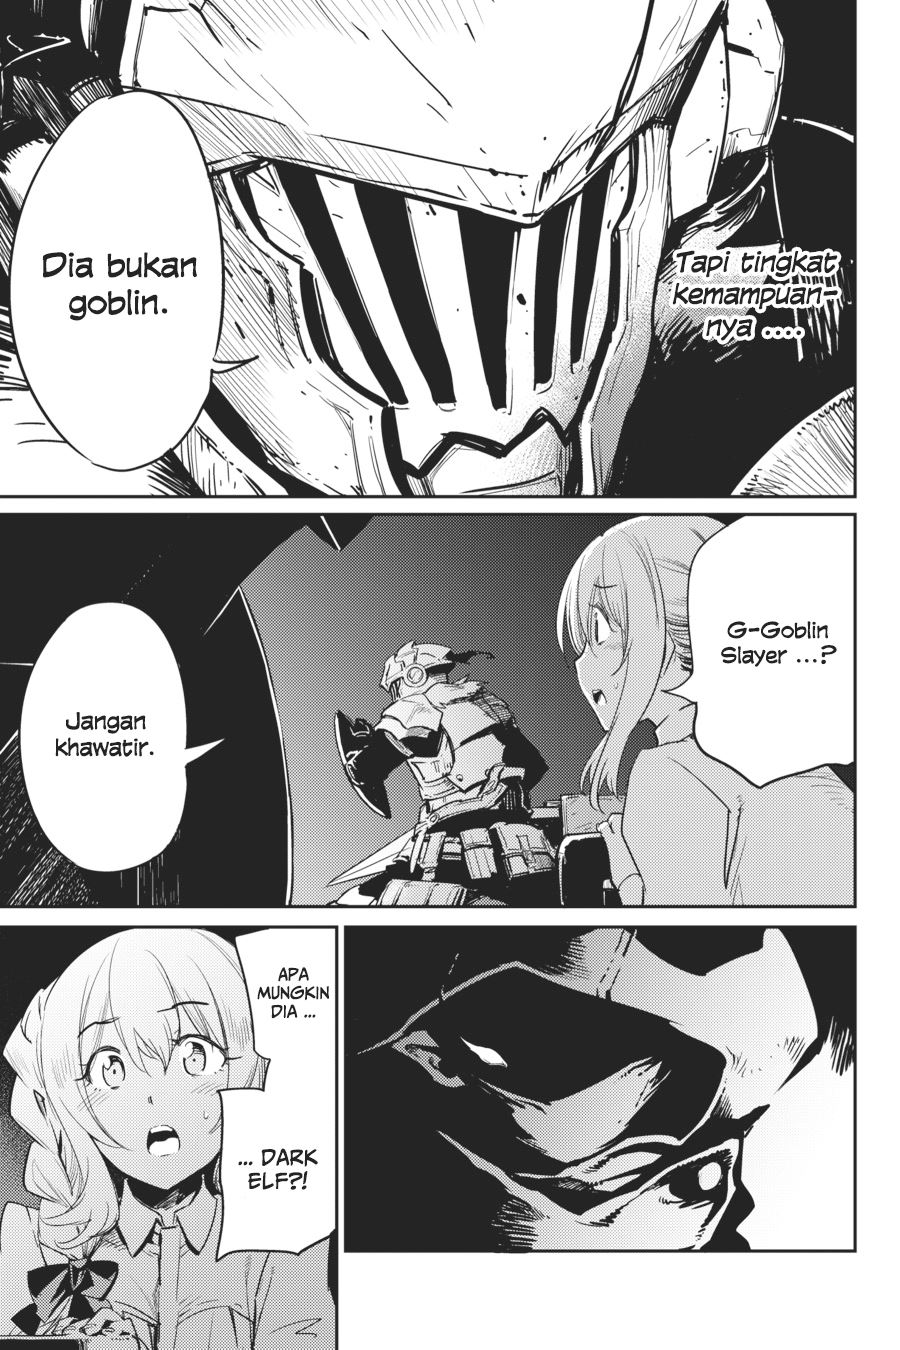 Tapi tingkat
kemampuan-
nya ....
Dia bukan
goblin.
G-Goblin
Slayer ...?
Jangan
khawatir.
APA
MUNGKIN
DIA ...
... DARK
ELF?!